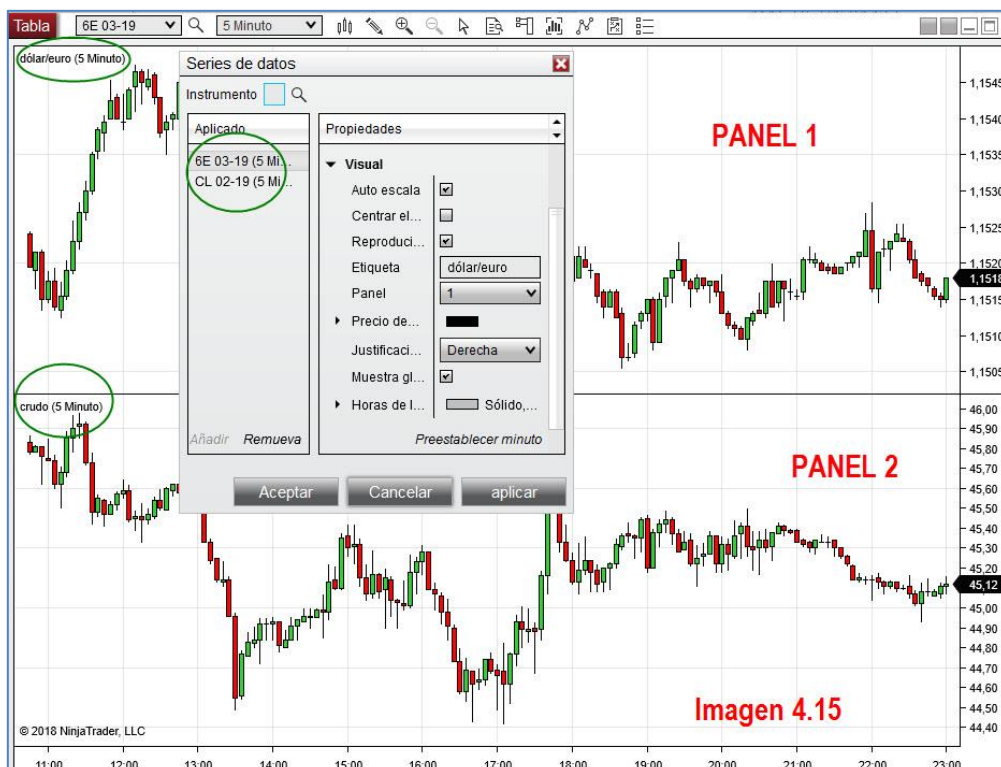 Tabla 6E 03-19 5 Minuto
dólar/euro (5 Minuto)
Series de datos
Instrumento
Aplicado
6E 03-19 (5 Mi...
CL 02-19 (5 Mi...
Añadir Remueva
Propiedades
Visual
Auto escala
Centrar el...
Reproduci...
Etiqueta dólar/euro
Panel 1
Precio de...
Justificaci... Derecha
Muestra gl...
Horas de l... Sólido,...
Preestablecer minuto
Aceptar Cancelar aplicar
PANEL 1
1,1545
1,1540
1,1535
1,1530
1,1525
1,1520
1,1518
1,1515
1,1510
1,1505
crudo (5 Minuto)
PANEL 2
46,00
45,90
45,80
45,70
45,60
45,50
45,40
45,30
45,20
45,12
45,00
44,90
44,80
44,70
44,60
44,50
44,40
Imagen 4.15
© 2018 NinjaTrader, LLC
11:00 12:00 13:00 14:00 15:00 16:00 17:00 18:00 19:00 20:00 21:00 22:00 23:00